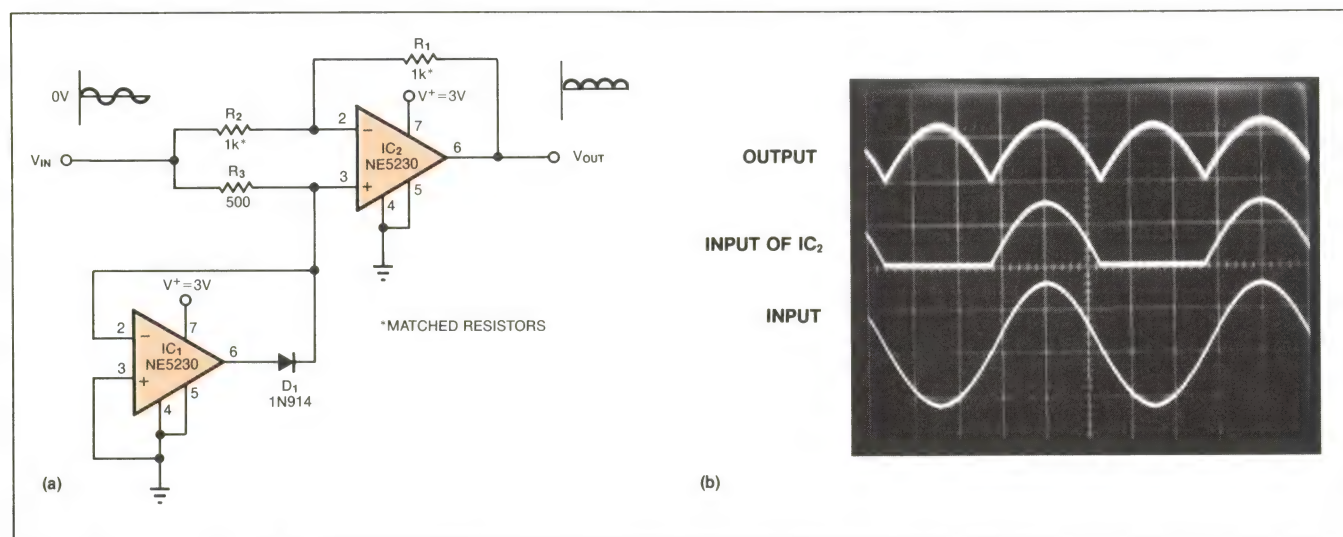 R1
1k*
0V
V+=3V
R2
1k*
2
7
IC2
NE5230
6
VIN
VOUT
R3
500
3
5
4
V+=3V
*MATCHED RESISTORS
2
7
IC1
NE5230
6
3
5
4
D1
1N914
(a)
OUTPUT
INPUT OF IC2
INPUT
(b)